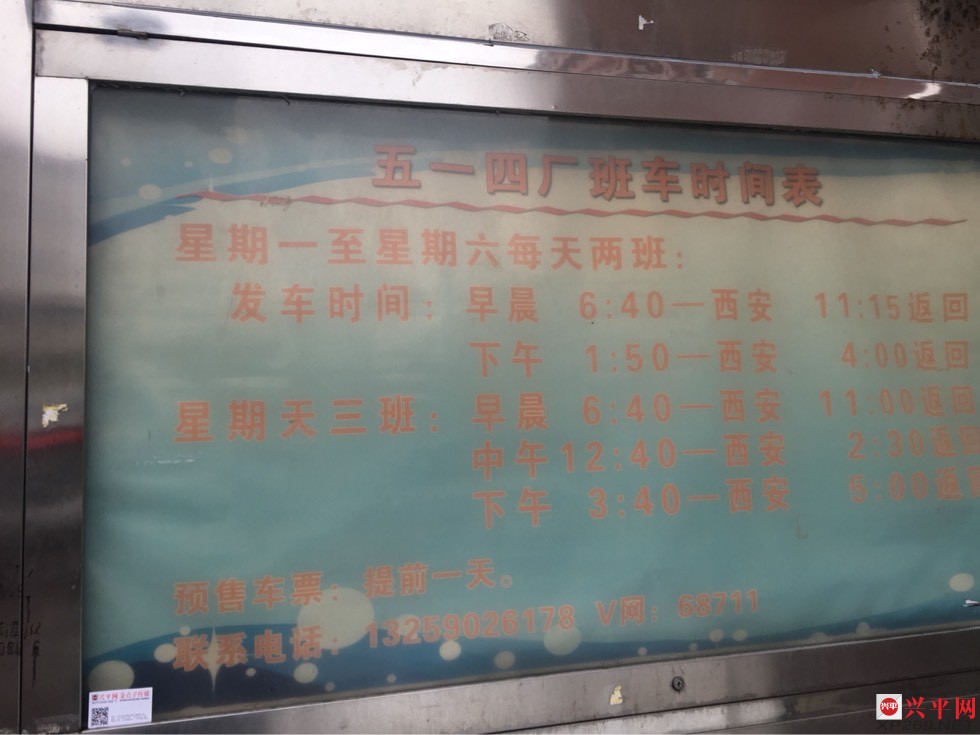 五一四厂班车时间表
星期一至星期六每天两班：
发车时间：早晨 6:40—西安 11:15返回
下午 1:50—西安 4:00返回
星期天三班：早晨 6:40—西安 11:00返回
中午12:40—西安 2:30返回
下午 3:40—西安 5:00返
预售车票：提前一天。
联系电话：13259026178 V网：68711
兴平网
兴平 兴平网